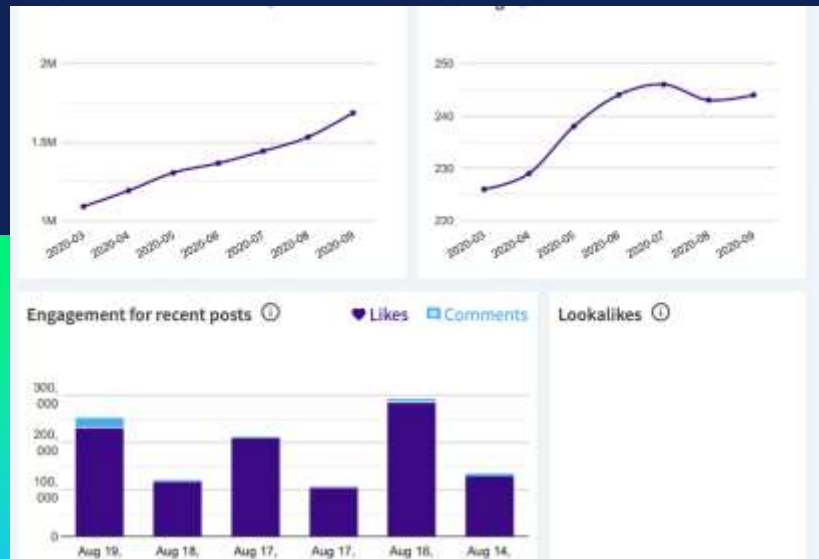 2M
1.5M
1M
2020-03 2020-04 2020-05 2020-06 2020-07 2020-08 2020-09
250
240
230
220
2020-03 2020-04 2020-05 2020-06 2020-07 2020-08 2020-09
Engagement for recent posts
Likes
Comments
300,
000
200,
000
100,
000
0
Aug 19, Aug 18, Aug 17, Aug 17, Aug 16, Aug 14,
Lookalikes